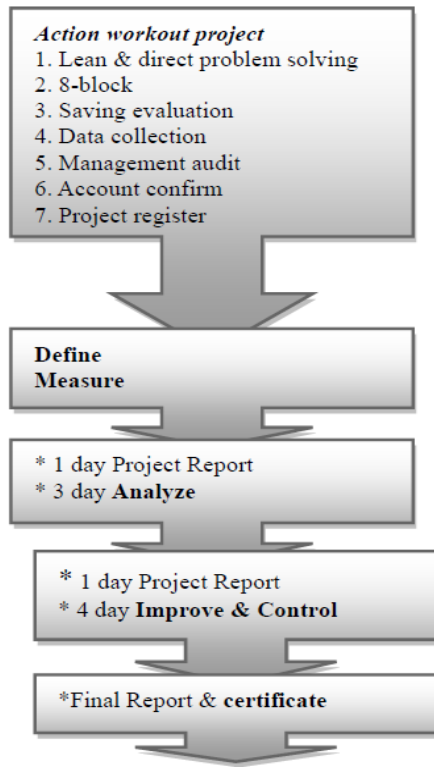 Action workout project
1. Lean & direct problem solving
2. 8-block
3. Saving evaluation
4. Data collection
5. Management audit
6. Account confirm
7. Project register
Define
Measure
* 1 day Project Report
* 3 day Analyze
* 1 day Project Report
* 4 day Improve & Control
*Final Report & certificate